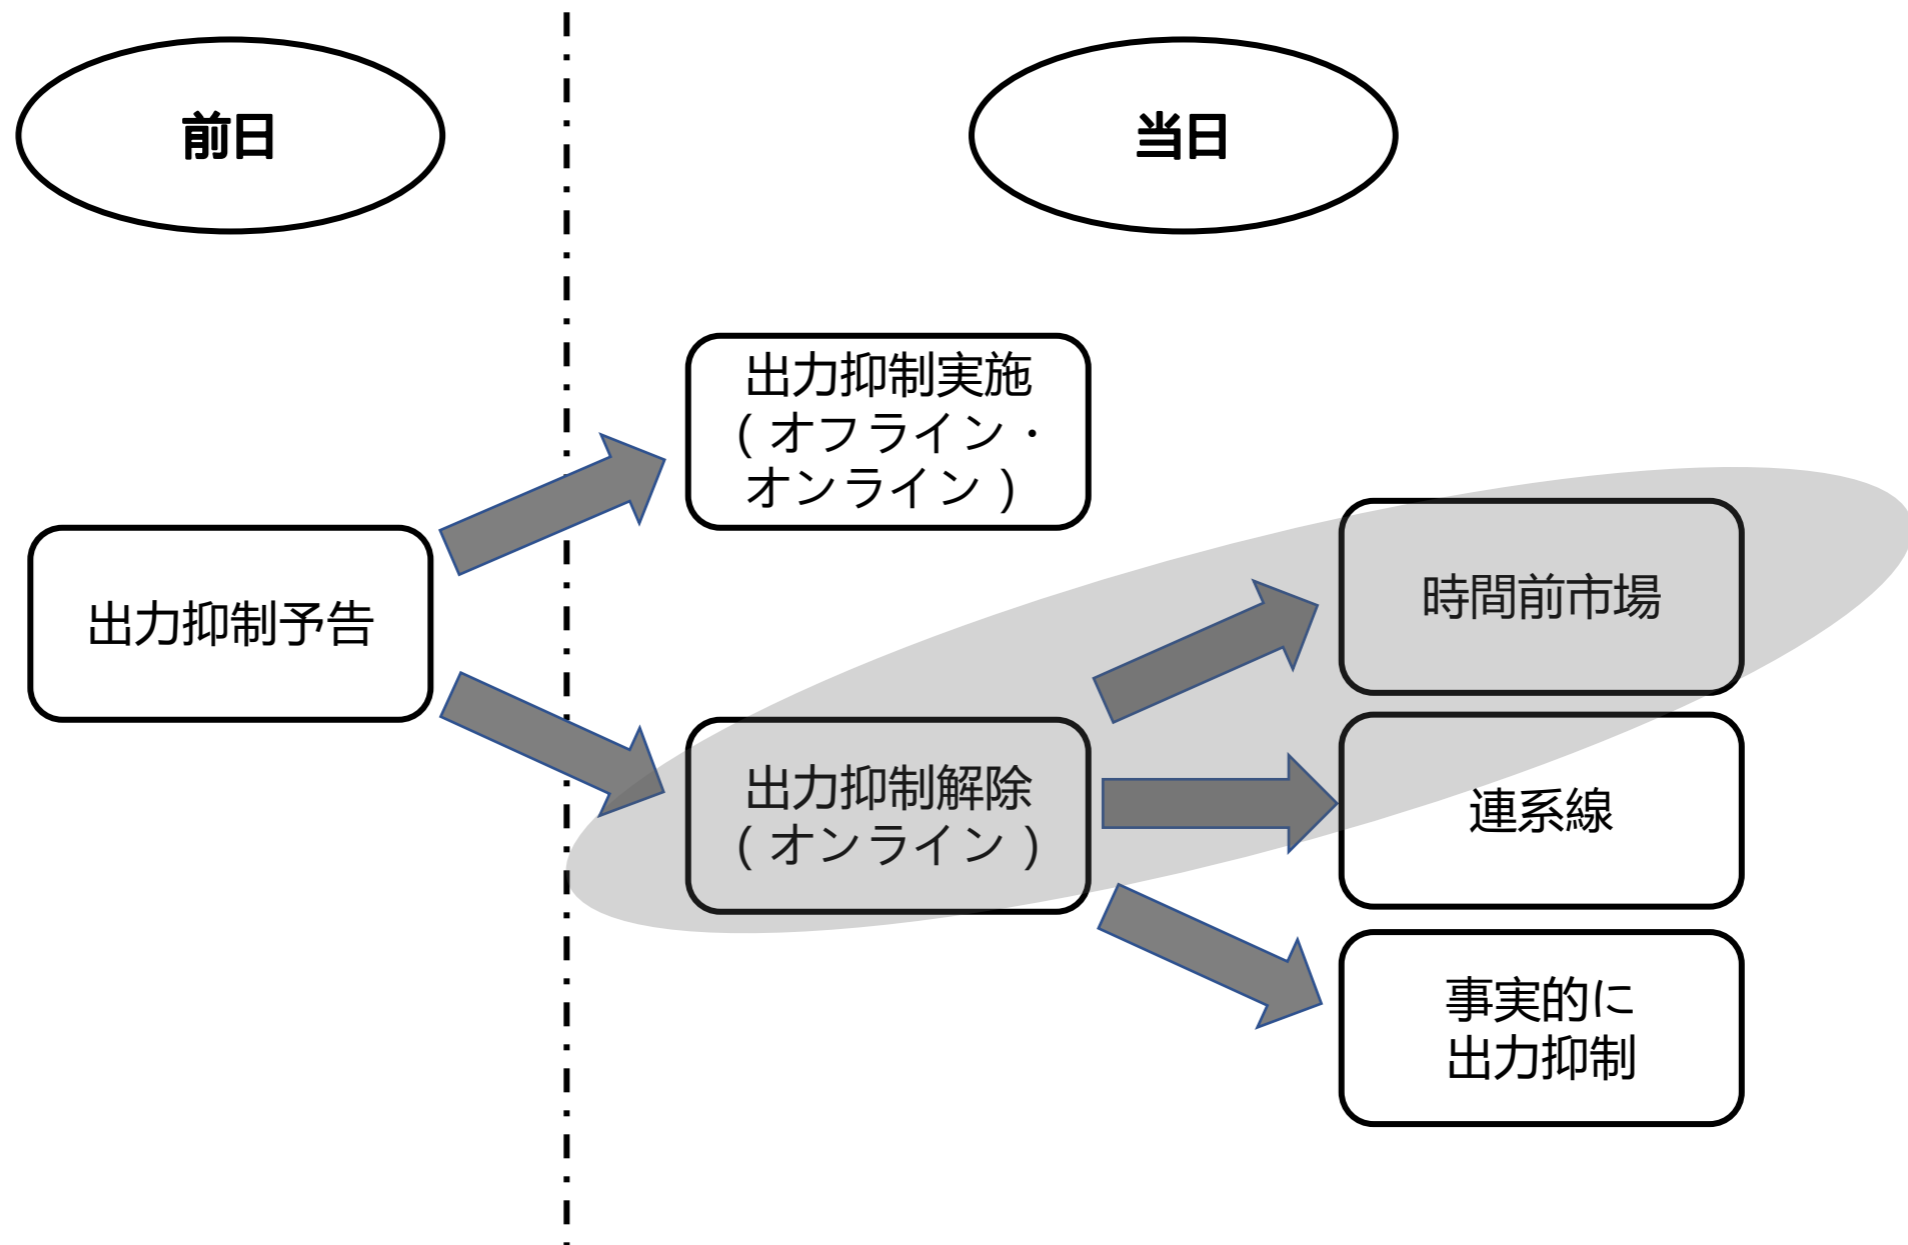 前日
当日
出力抑制予告
出力抑制実施
(オフライン・
オンライン)
出力抑制解除
(オンライン)
時間前市場
連系線
事実的に
出力抑制